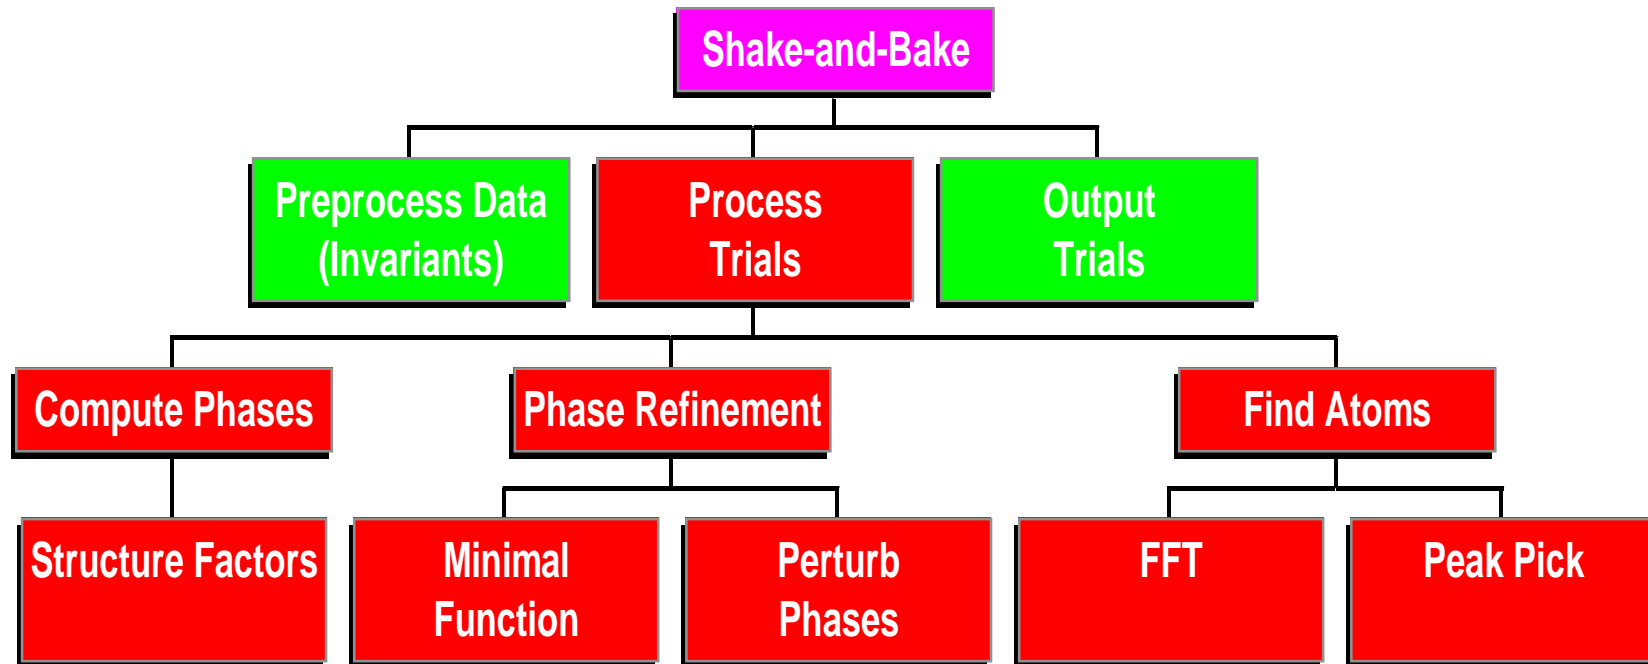 Shake-and-Bake
Preprocess Data
(Invariants)
Process
Trials
Output
Trials
Compute Phases
Phase Refinement
Find Atoms
Structure Factors
Minimal
Function
Perturb
Phases
FFT
Peak Pick